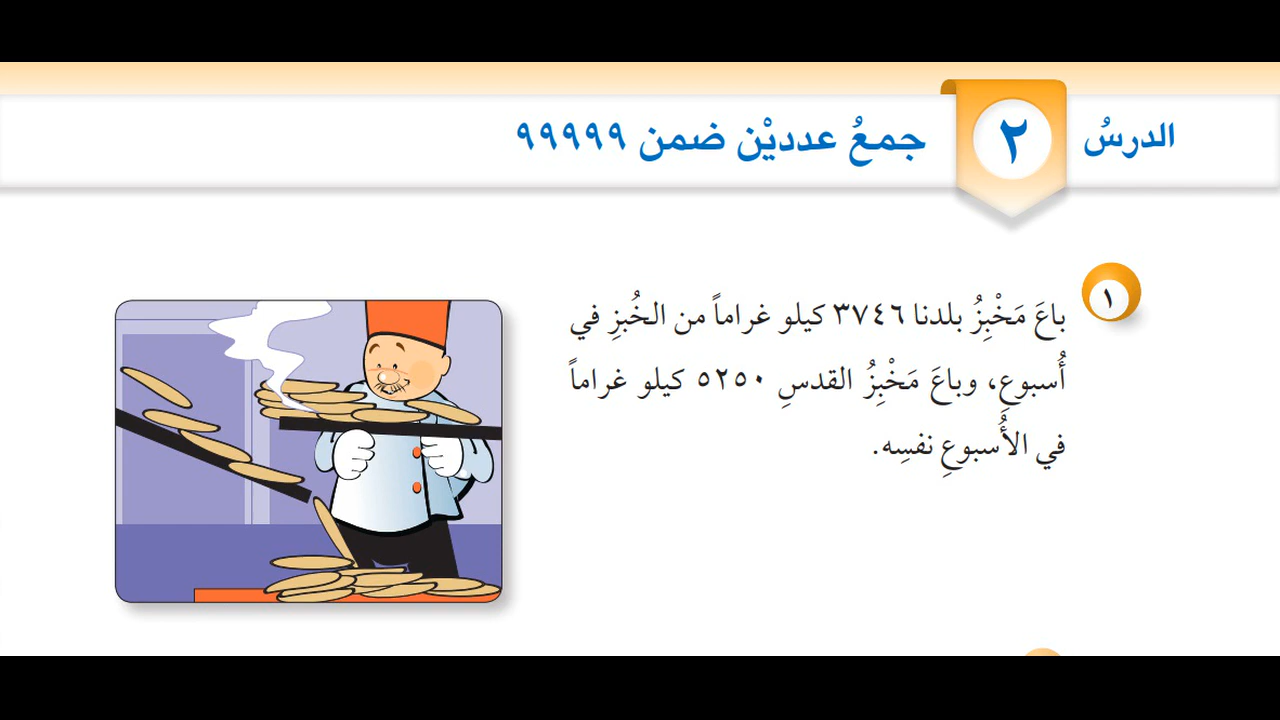 الدرسُ ٢ جمعُ عدديْن ضمن ٩٩٩٩٩
١ باعَ مَخْبِزُ بلدنا ٣٧٤٦ كيلو غراماً من الخُبزِ في
أُسبوعِ، وباعَ مَخْبِزُ القدسِ ٥٢٥٠ كيلو غراماً
في الأُسبوعِ نفسِه.